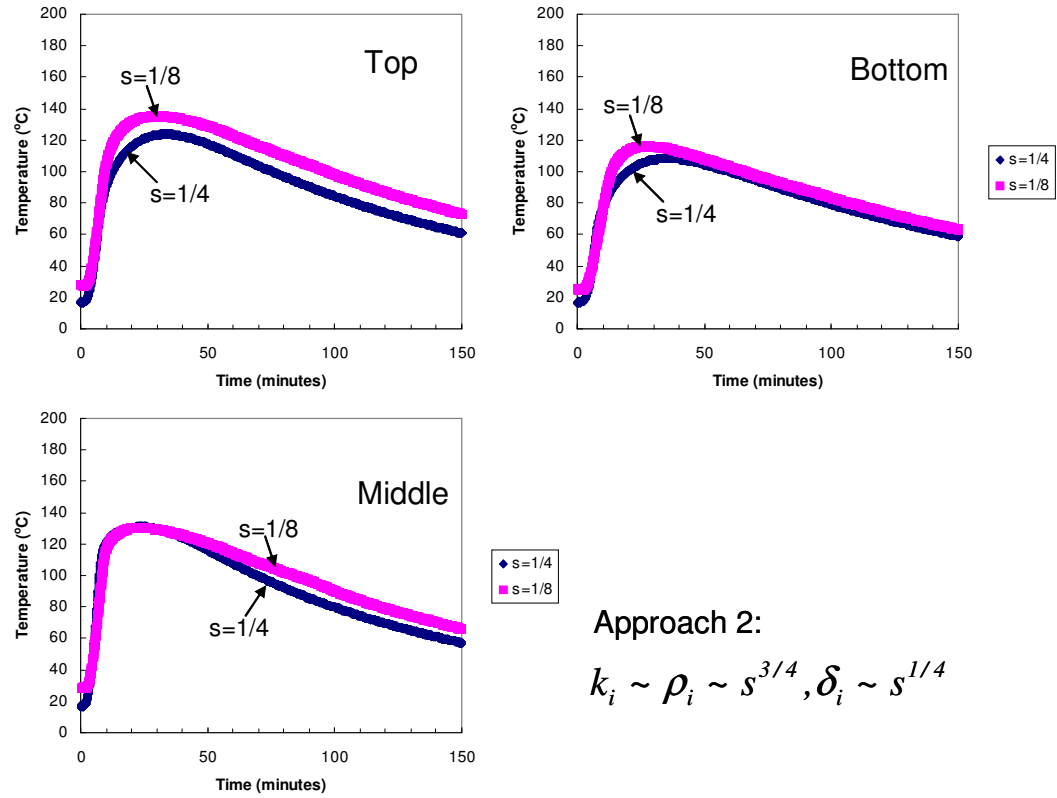 200
180
160
140
120
100
80
60
40
20
0
Temperature (°C)
Top
s=1/8
s=1/4
0 50 100 150
Time (minutes)
200
180
160
140
120
100
80
60
40
20
0
Temperature (°C)
Bottom
s=1/8
s=1/4
0 50 100 150
Time (minutes)
s=1/4
s=1/8
200
180
160
140
120
100
80
60
40
20
0
Temperature (°C)
Middle
s=1/8
s=1/4
0 50 100 150
Time (minutes)
s=1/4
s=1/8
Approach 2:
k_i ~ ρ_i ~ s^{3/4}, δ_i ~ s^{1/4}